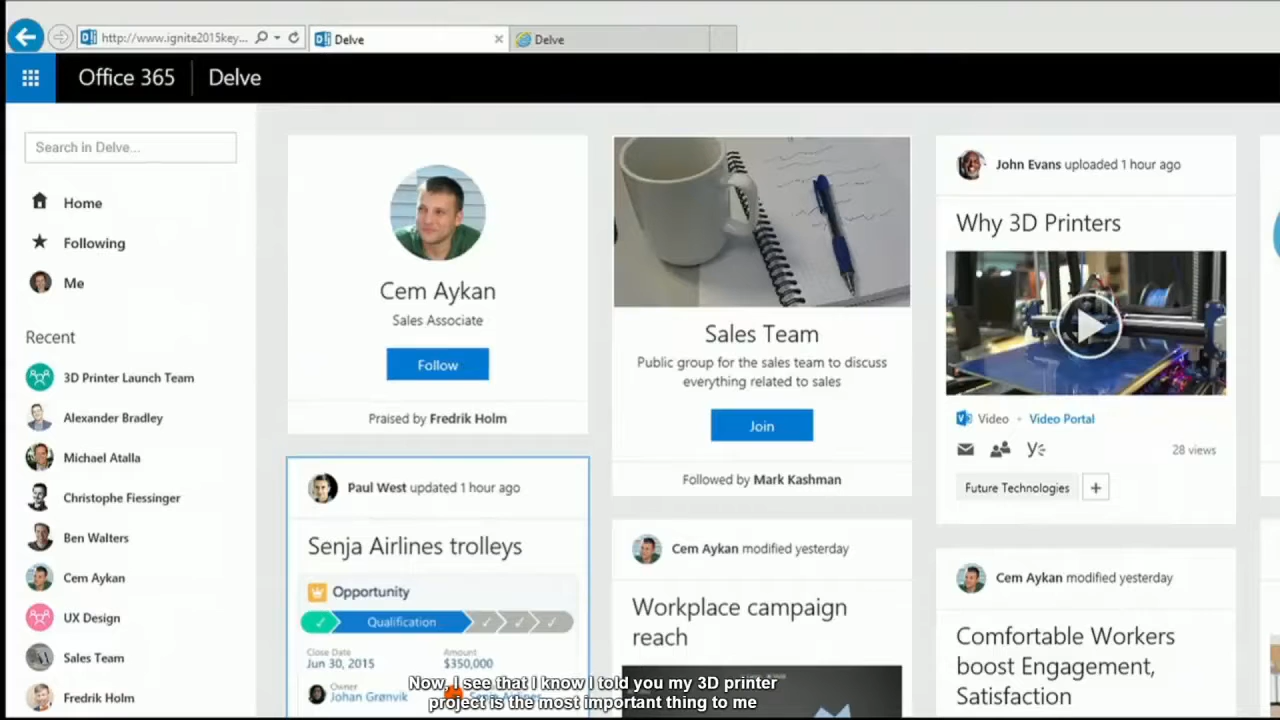 http://www.ignite2015key...
Delve
Delve
Office 365
Delve
Search in Delve...
Home
Following
Me
Recent
3D Printer Launch Team
Alexander Bradley
Michael Atalla
Christophe Fiessinger
Ben Walters
Cem Aykan
UX Design
Sales Team
Fredrik Holm
Cem Aykan
Sales Associate
Follow
Praised by Fredrik Holm
Paul West updated 1 hour ago
Senja Airlines trolleys
Opportunity
Qualification
Close Date
Amount
Jun 30, 2015
$350,000
Owner
Johan Grønvik
Senja Airlines
Sales Team
Public group for the sales team to discuss
everything related to sales
Join
Followed by Mark Kashman
Cem Aykan modified yesterday
Workplace campaign
reach
John Evans uploaded 1 hour ago
Why 3D Printers
Video
Video Portal
28 views
Future Technologies
+
Cem Aykan modified yesterday
Comfortable Workers
boost Engagement,
Satisfaction
Now, I see that I know I told you my 3D printer
project is the most important thing to me